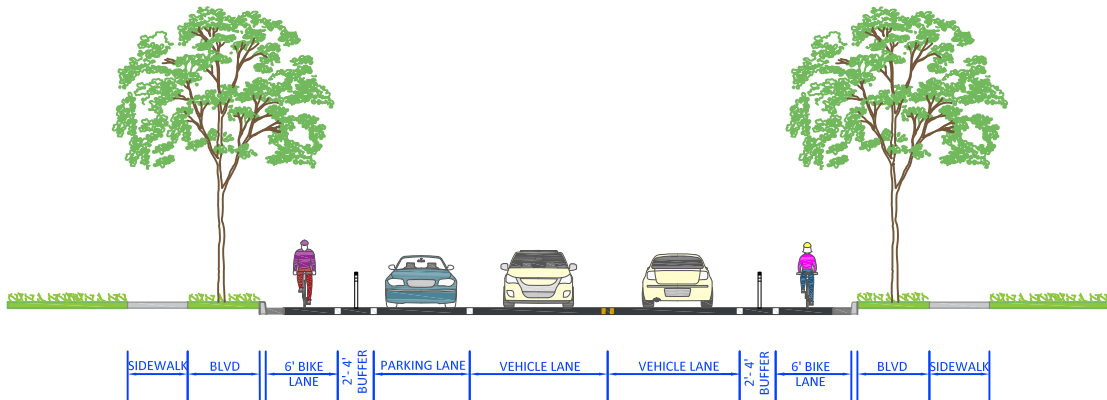 SIDEWALK
BLVD
6' BIKE
LANE
2'- 4'
BUFFER
PARKING LANE
VEHICLE LANE
VEHICLE LANE
2'- 4'
BUFFER
6' BIKE
LANE
BLVD
SIDEWALK